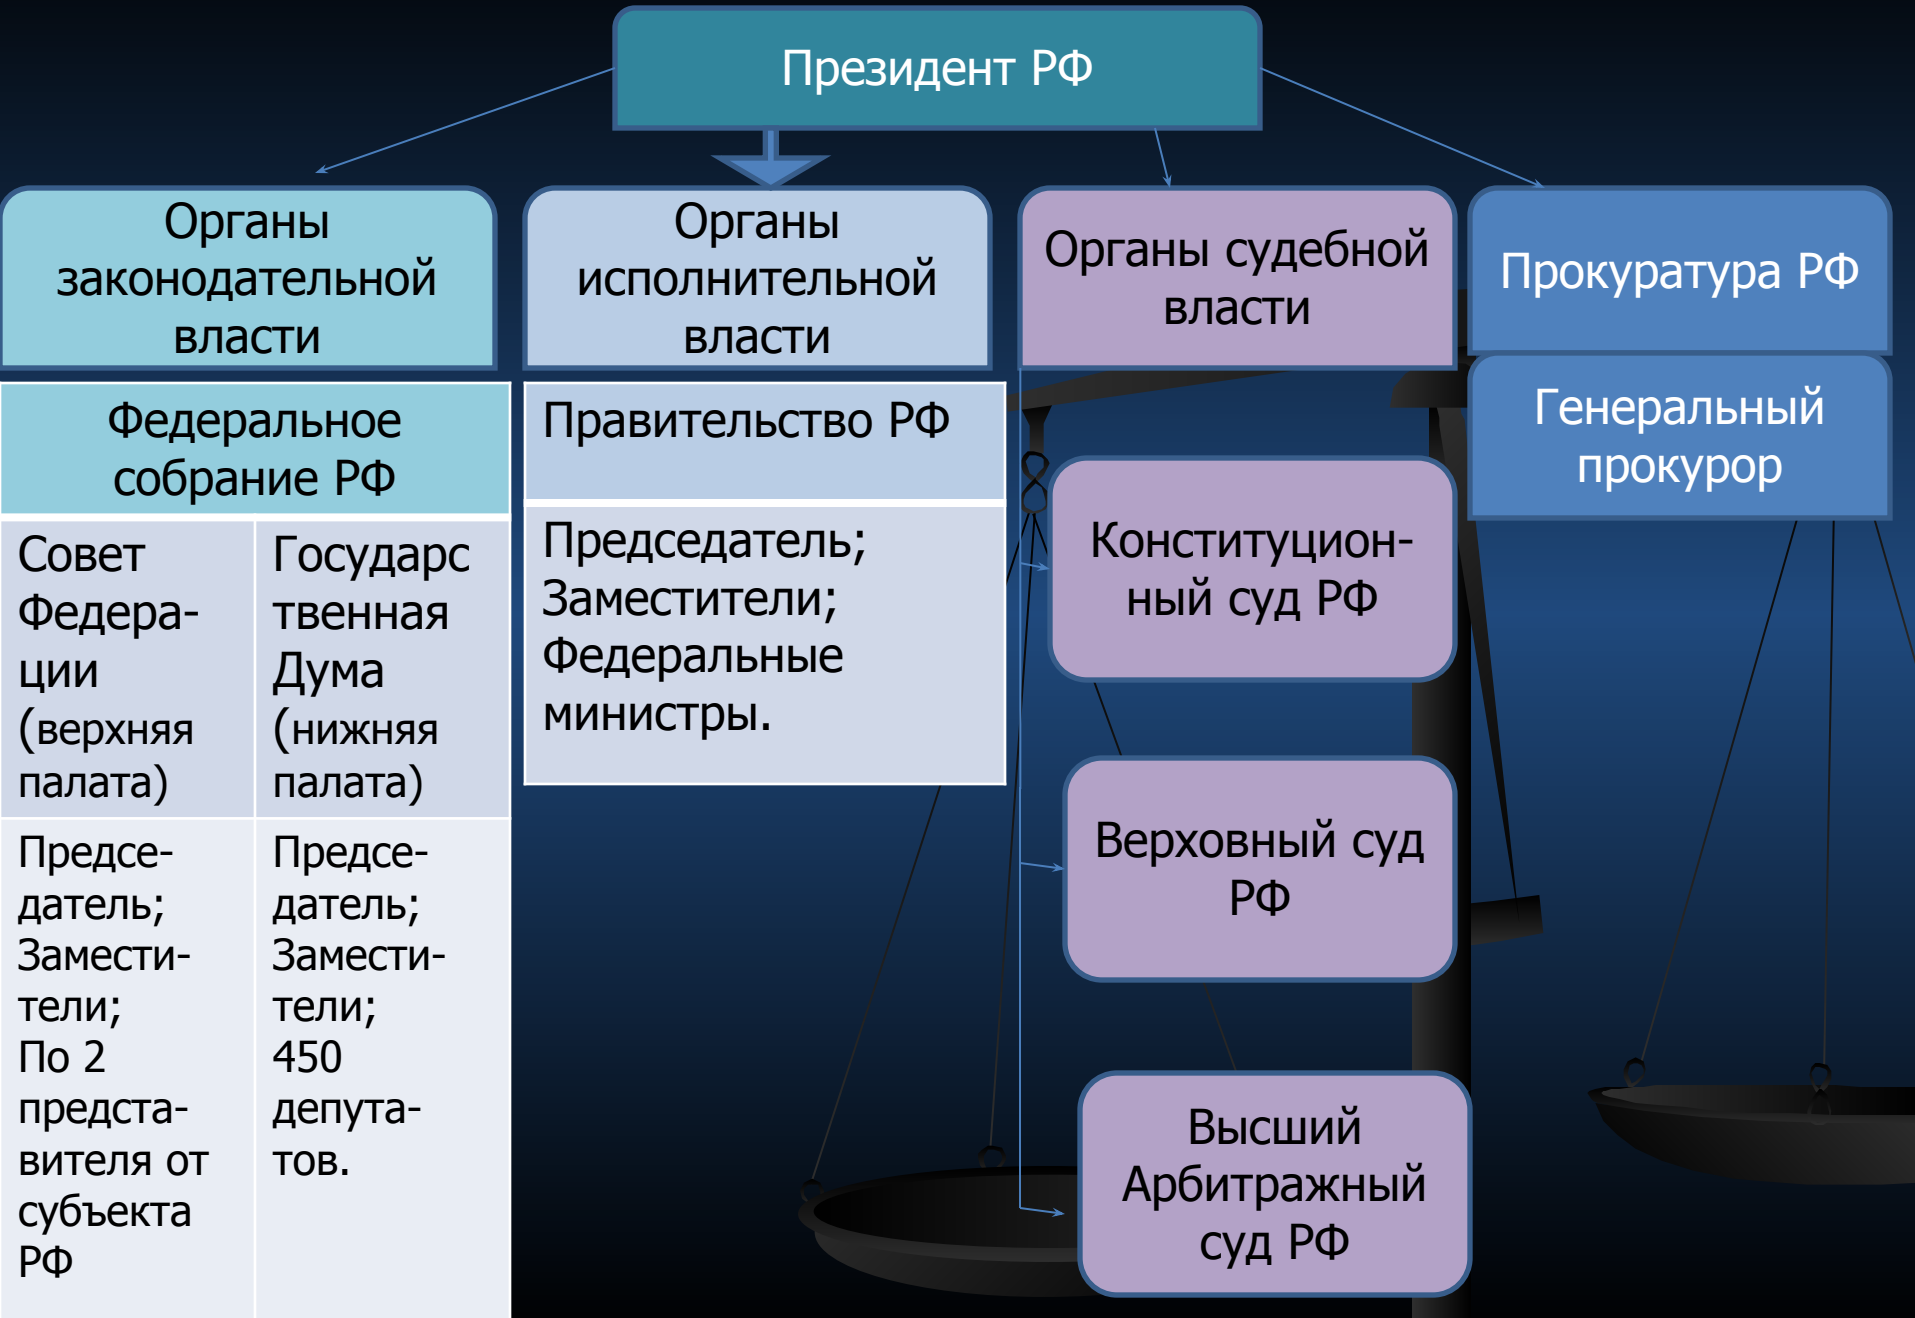 Президент РФ
Органы
законодательной
власти
Органы
исполнительной
власти
Органы судебной
власти
Прокуратура РФ
Генеральный
прокурор
Федеральное
собрание РФ
Совет
Федера-
ции
(верхняя
палата)
Государс
твенная
Дума
(нижняя
палата)
Предсе-
датель;
Замести-
тели;
По 2
предста-
вителя от
субъекта
РФ
Предсе-
датель;
Замести-
тели;
450
депута-
тов.
Правительство РФ
Председатель;
Заместители;
Федеральные
министры.
Конституцион-
ный суд РФ
Верховный суд
РФ
Высший
Арбитражный
суд РФ